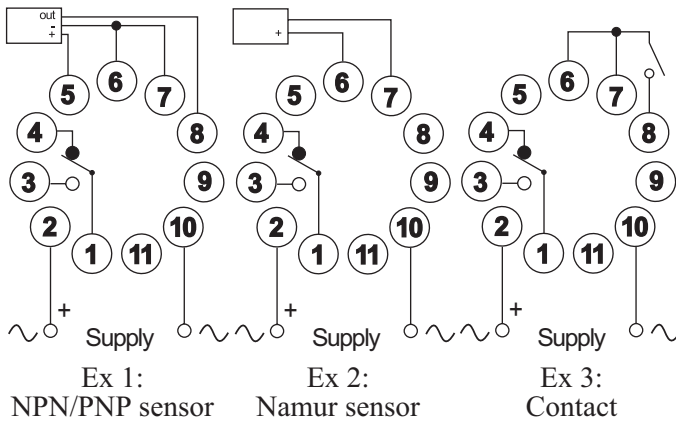 out
-
+
5 6 7 8 9 10 11 1 2 3 4
+
Supply
Ex 1:
NPN/PNP sensor
+
5 6 7 8 9 10 11 1 2 3 4
+
Supply
Ex 2:
Namur sensor
5 6 7 8 9 10 11 1 2 3 4
+
Supply
Ex 3:
Contact